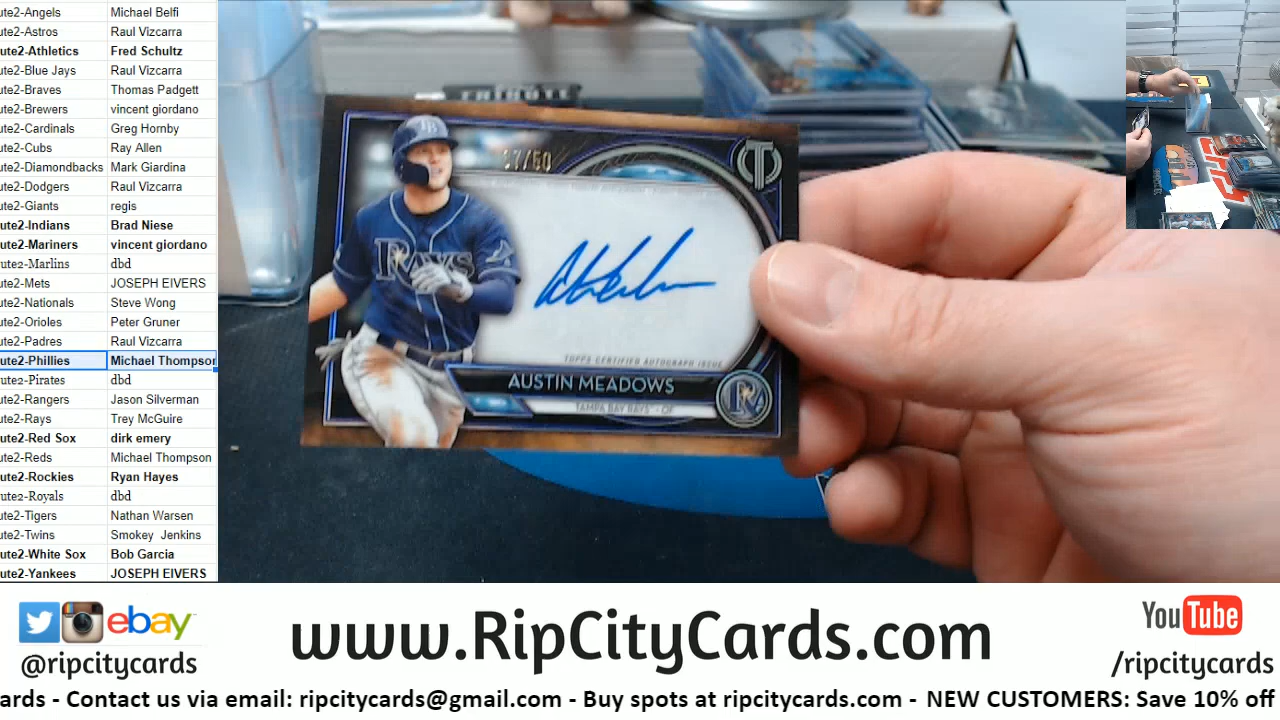 ute2-Angels Michael Belfi
ute2-Astros Raul Vizcarra
ute2-Athletics Fred Schultz
ute2-Blue Jays Raul Vizcarra
ute2-Braves Thomas Padgett
ute2-Brewers vincent giordano
ute2-Cardinals Greg Hornby
ute2-Cubs Ray Allen
ute2-Diamondbacks Mark Giardina
ute2-Dodgers Raul Vizcarra
ute2-Giants regis
ute2-Indians Brad Niese
ute2-Mariners vincent giordano
ute2-Marlins dbd
ute2-Mets JOSEPH EIVERS
ute2-Nationals Steve Wong
ute2-Orioles Peter Gruner
ute2-Padres Raul Vizcarra
ute2-Phillies Michael Thompson
ute2-Pirates dbd
ute2-Rangers Jason Silverman
ute2-Rays Trey McGuire
ute2-Red Sox dirk emery
ute2-Reds Michael Thompson
ute2-Rockies Ryan Hayes
ute2-Royals dbd
ute2-Tigers Nathan Warsen
ute2-Twins Smokey Jenkins
ute2-White Sox Bob Garcia
ute2-Yankees JOSEPH EIVERS
TRIBUTE
/50
RAYS
TOPPS CERTIFIED AUTOGRAPH ISSUE
AUSTIN MEADOWS
TAMPA BAY RAYS - OF
ebay
@ripcitycards
www.RipCityCards.com
YouTube
/ripcitycards
ards - Contact us via email: ripcitycards@gmail.com - Buy spots at ripcitycards.com - NEW CUSTOMERS: Save 10% off